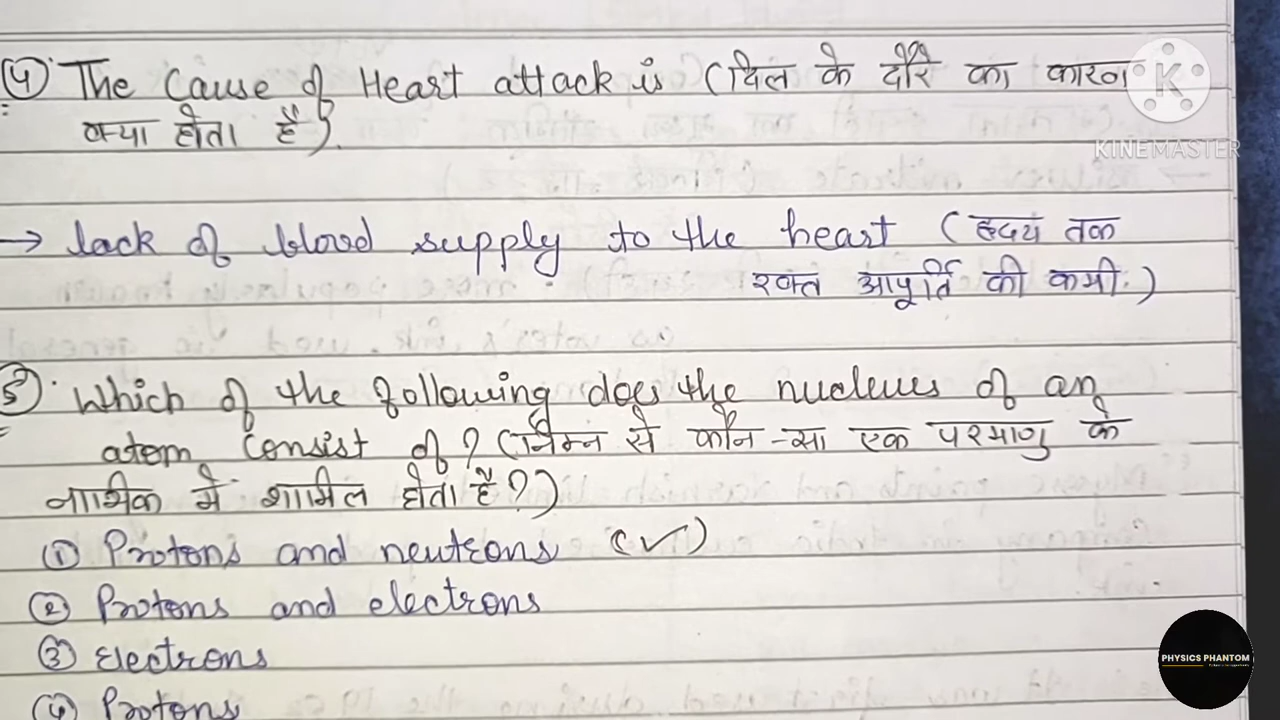 (4) The Cause of Heart attack is (दिल के दौरे का कारण
क्या होता है).
KINEMASTER
→ lack of blood supply to the heart (हृदय तक
रक्त आपूर्ति की कमी.)
(5) Which of the following does the nucleus of an
atom consist of? (निम्न से कौन-सा एक परमाणु के
नाभिक में शामिल होता है?)
① Protons and neutrons (✓)
② Protons and electrons
③ Electrons
④ Protons
PHYSICS PHANTOM